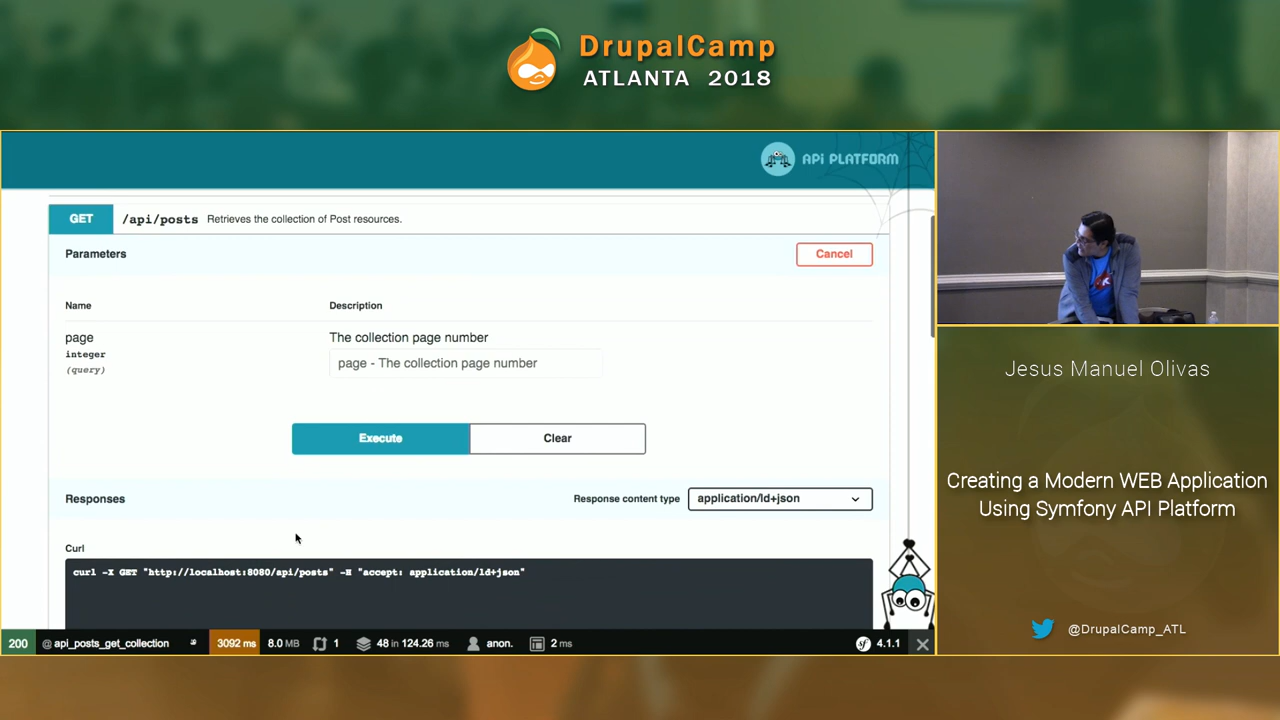 DrupalCamp
ATLANTA 2018
API PLATFORM
GET /api/posts Retrieves the collection of Post resources.
Parameters
Cancel
Name
Description
page
The collection page number
integer
page - The collection page number
(query)
Execute
Clear
Responses
Response content type
application/ld+json
Curl
curl -X GET "http://localhost:8080/api/posts" -H "accept: application/ld+json"
200 @ api_posts_get_collection 3092 ms 8.0 MB 1 48 in 124.26 ms anon. 2 ms sf 4.1.1
Jesus Manuel Olivas
Creating a Modern WEB Application
Using Symfony API Platform
@DrupalCamp_ATL